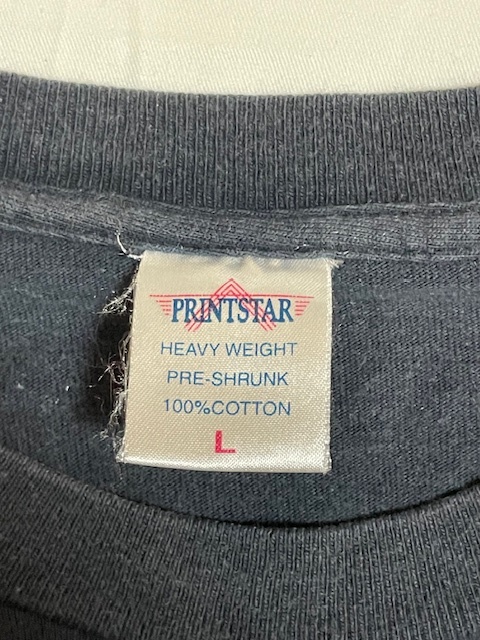 PRINTSTAR
HEAVY WEIGHT
PRE-SHRUNK
100%COTTON
L